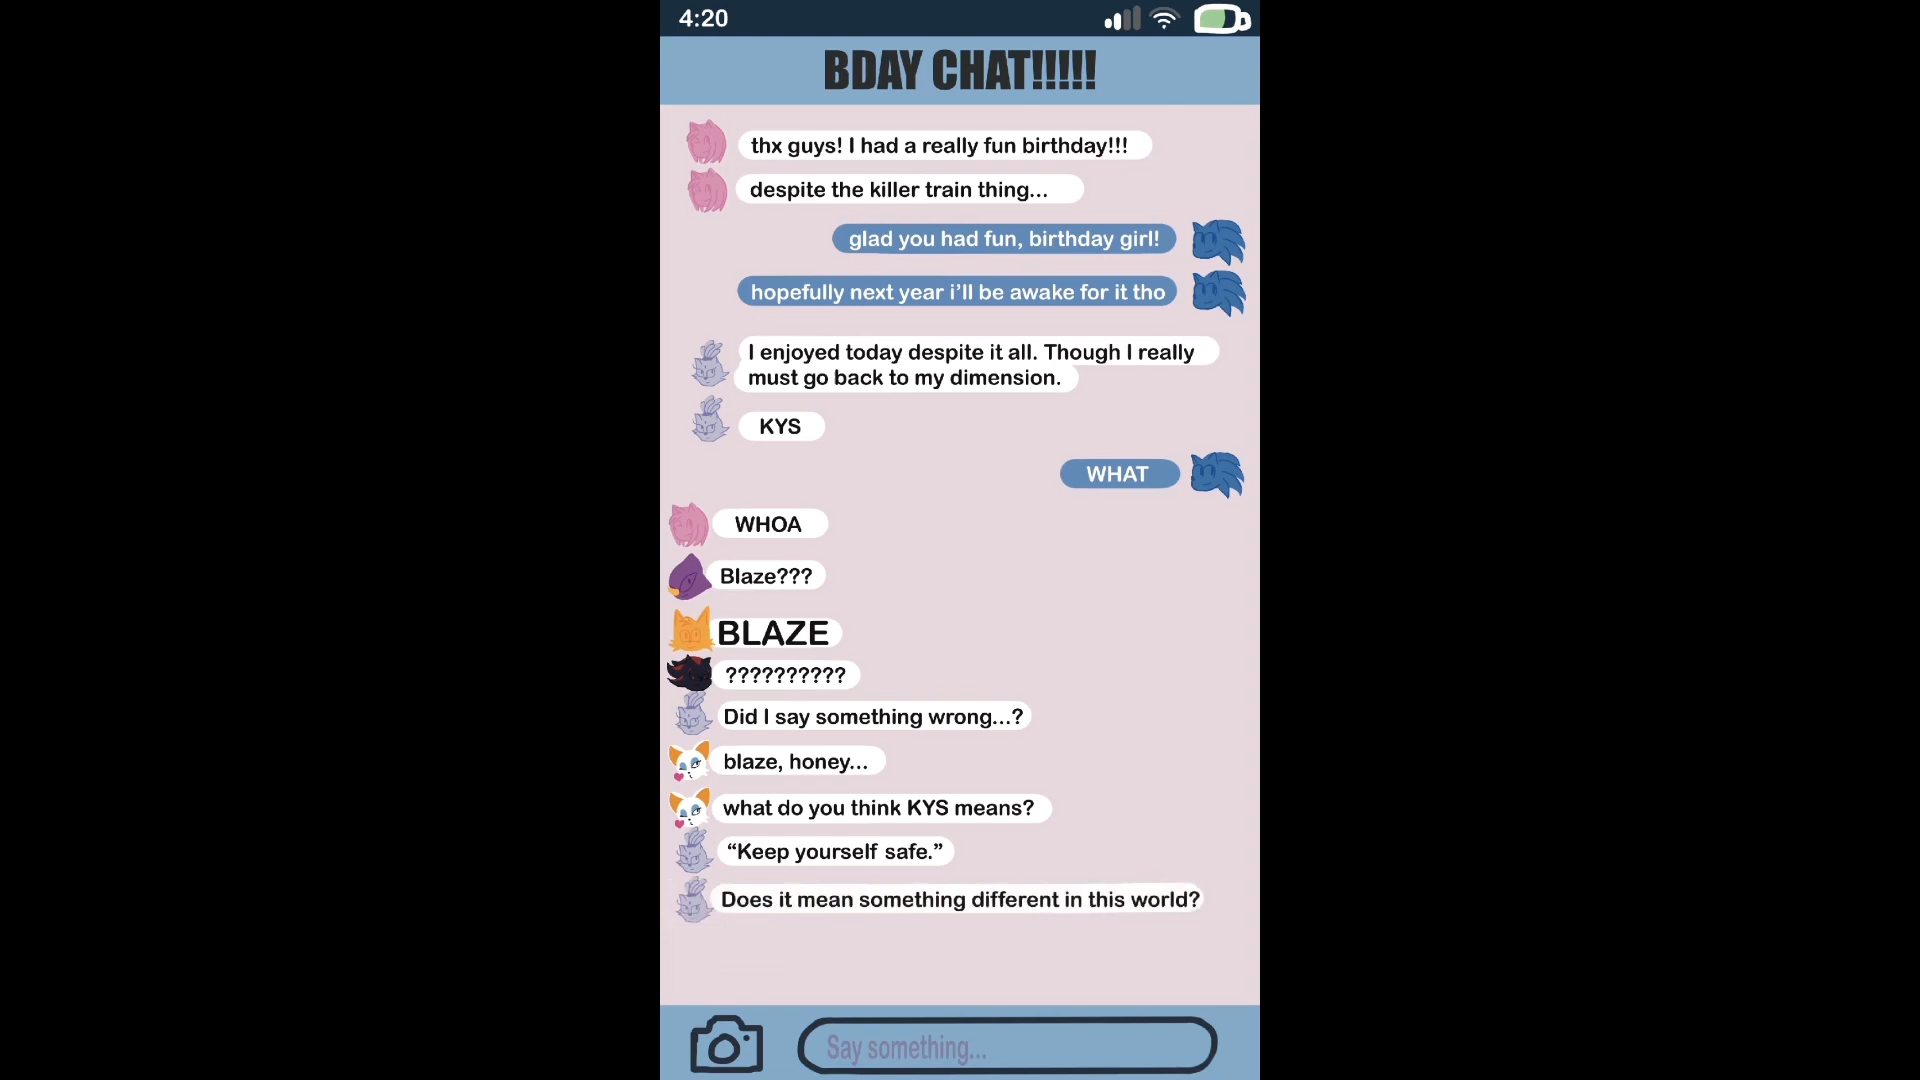 4:20
BDAY CHAT!!!!!
thx guys! I had a really fun birthday!!!
despite the killer train thing...
glad you had fun, birthday girl!
hopefully next year i’ll be awake for it tho
I enjoyed today despite it all. Though I really
must go back to my dimension.
KYS
WHAT
WHOA
Blaze???
BLAZE
??????????
Did I say something wrong...?
blaze, honey...
what do you think KYS means?
“Keep yourself safe.”
Does it mean something different in this world?
Say something...